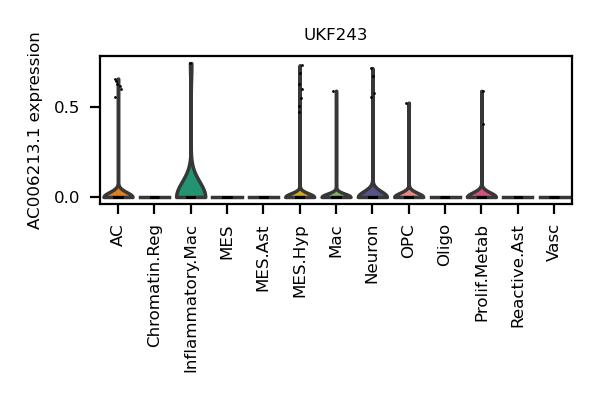 UKF243
AC006213.1 expression
0.5
0.0
AC
Chromatin.Reg
Inflammatory.Mac
MES
MES.Ast
MES.Hyp
Mac
Neuron
OPC
Oligo
Prolif.Metab
Reactive.Ast
Vasc